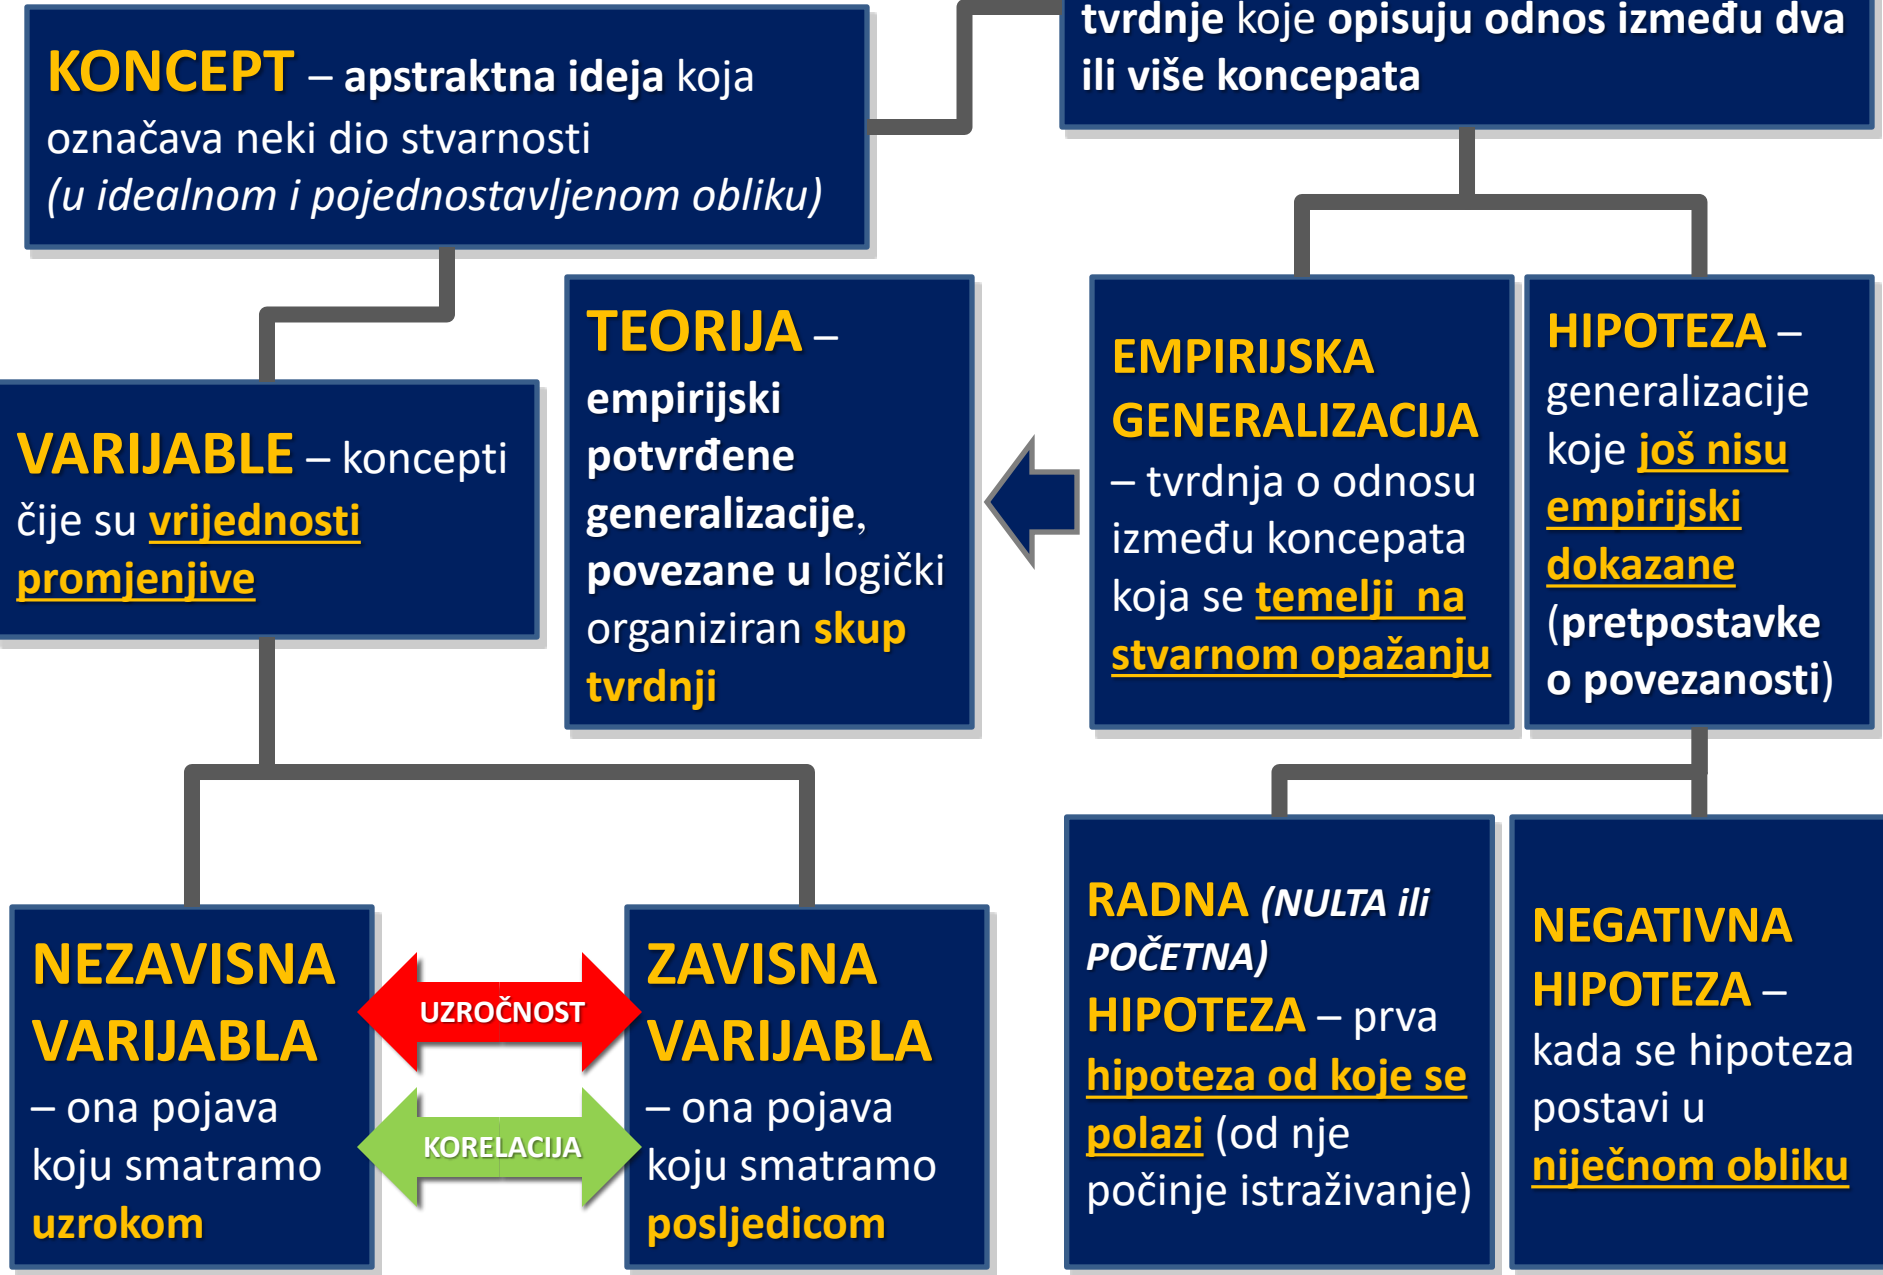 KONCEPT – apstraktna ideja koja
označava neki dio stvarnosti
(u idealnom i pojednostavljenom obliku)
tvrdnje koje opisuju odnos između dva
ili više koncepata
VARIJABLE – koncepti
čije su vrijednosti
promjenjive
TEORIJA –
empirijski
potvrđene
generalizacije,
povezane u logički
organiziran skup
tvrdnji
EMPIRIJSKA
GENERALIZACIJA
– tvrdnja o odnosu
između koncepata
koja se temelji na
stvarnom opažanju
HIPOTEZA –
generalizacije
koje još nisu
empirijski
dokazane
(pretpostavke
o povezanosti)
NEZAVISNA
VARIJABLA
– ona pojava
koju smatramo
uzrokom
UZROČNOST
KORELACIJA
ZAVISNA
VARIJABLA
– ona pojava
koju smatramo
posljedicom
RADNA (NULTA ili
POČETNA)
HIPOTEZA – prva
hipoteza od koje se
polazi (od nje
počinje istraživanje)
NEGATIVNA
HIPOTEZA –
kada se hipoteza
postavi u
niječnom obliku